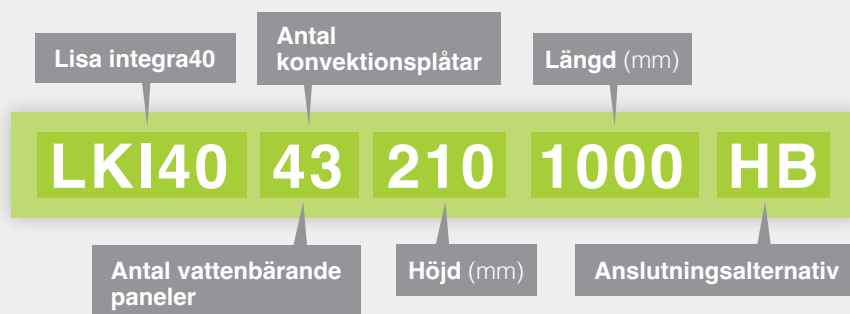 Lisa integra40
Antal
konvektionsplåtar
Längd (mm)
LKI40 43 210 1000 HB
Antal vattenbärande
paneler
Höjd (mm)
Anslutningsalternativ